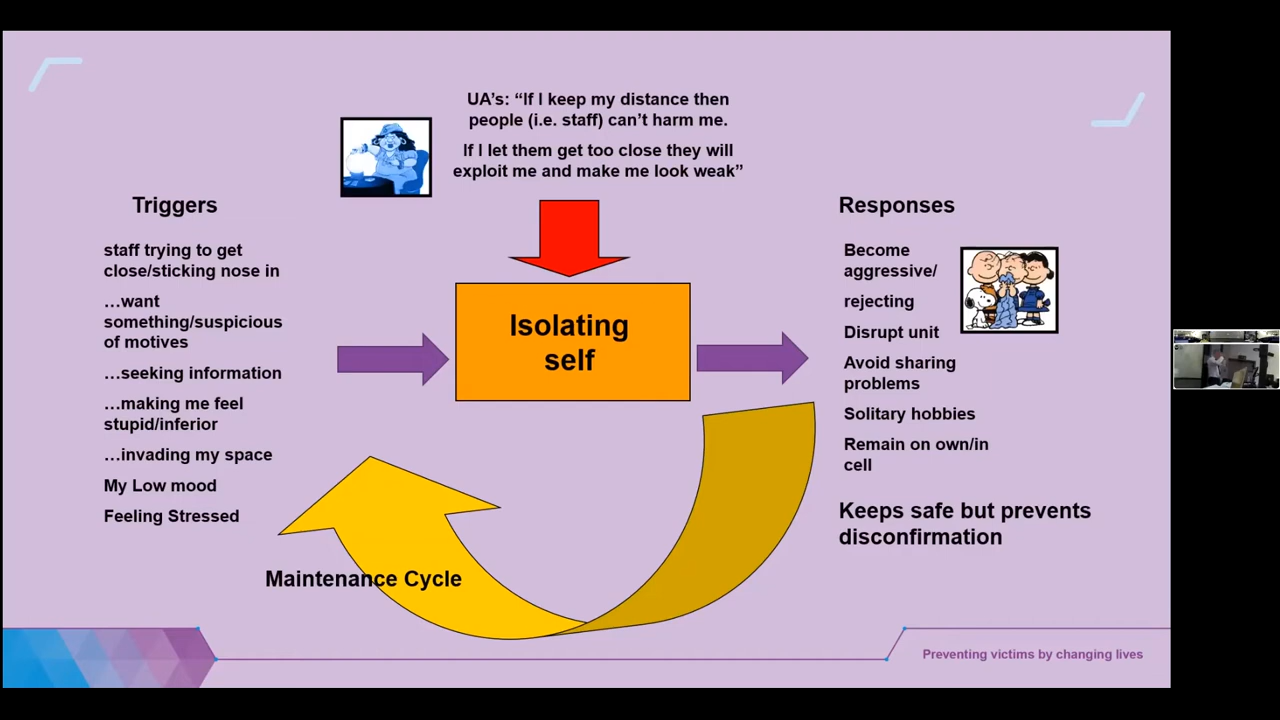 UA’s: “If I keep my distance then
people (i.e. staff) can’t harm me.
If I let them get too close they will
exploit me and make me look weak”
Triggers
staff trying to get
close/sticking nose in
…want
something/suspicious
of motives
…seeking information
…making me feel
stupid/inferior
…invading my space
My Low mood
Feeling Stressed
Isolating
self
Responses
Become
aggressive/
rejecting
Disrupt unit
Avoid sharing
problems
Solitary hobbies
Remain on own/in
cell
Keeps safe but prevents
disconfirmation
Maintenance Cycle
Preventing victims by changing lives